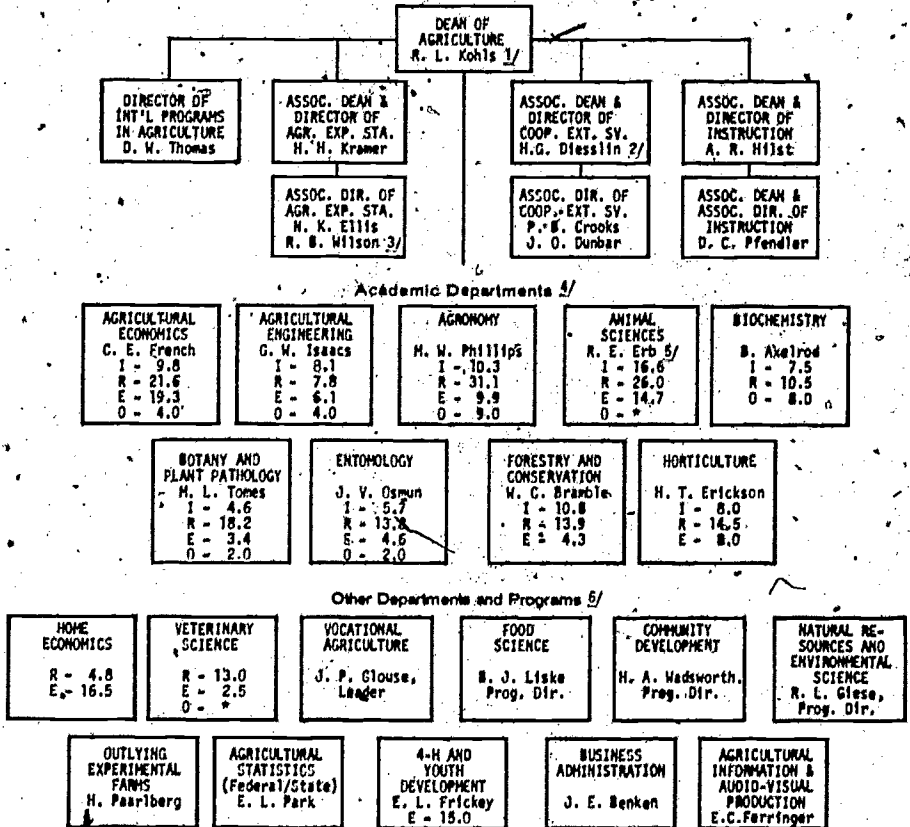 DEAN OF
AGRICULTURE
R. L. Kohls 1/
DIRECTOR OF
INT'L PROGRAMS
IN AGRICULTURE
D. W. Thomas
ASSOC. DEAN &
DIRECTOR OF
AGR. EXP. STA.
H. H. Kramer
ASSOC. DEAN &
DIRECTOR OF
COOP. EXT. SV.
H.G. Diesslin 2/
ASSOC. DEAN &
DIRECTOR OF
INSTRUCTION
A. R. Hilst
ASSOC. DIR. OF
AGR. EXP. STA.
N. K. Ellis
R. B. Wilson 3/
ASSOC. DIR. OF
COOP. EXT. SV.
P. B. Crooks
J. O. Dunbar
ASSOC. DEAN &
ASSOC. DIR. OF
INSTRUCTION
D. C. Pfendler
Academic Departments 4/
AGRICULTURAL
ECONOMICS
C. E. French
I - 9.8
R - 21.6
E - 19.3
O - 4.0
AGRICULTURAL
ENGINEERING
G. W. Isaacs
I - 8.1
R - 7.8
E - 6.1
O - 4.0
AGRONOMY
M. W. Phillips
I - 10.3
R - 31.1
E - 9.9
O - 9.0
ANIMAL
SCIENCES
R. E. Erb 5/
I - 16.6
R - 26.0
E - 14.7
O - *
BIOCHEMISTRY
B. Axelrod
I - 7.5
R - 10.5
O - 8.0
BOTANY AND
PLANT PATHOLOGY
M. L. Tomes
I - 4.6
R - 18.2
E - 3.4
O - 2.0
ENTOMOLOGY
J. V. Osmun
I - 5.7
R - 13.8
E - 4.6
O - 2.0
FORESTRY AND
CONSERVATION
W. C. Bramble
I - 10.8
R - 13.9
E - 4.3
HORTICULTURE
H. T. Erickson
I - 8.0
R - 14.5
E - 8.0
Other Departments and Programs 6/
HOME
ECONOMICS
R - 4.8
E - 16.5
VETERINARY
SCIENCE
R - 13.0
E - 2.5
O - *
VOCATIONAL
AGRICULTURE
J. P. Clouse,
Leader
FOOD
SCIENCE
B. J. Liska
Prog. Dir.
COMMUNITY
DEVELOPMENT
H. A. Wadsworth.
Prog. Dir.
NATURAL RE-
SOURCES AND
ENVIRONMENTAL
SCIENCE
R. L. Giese,
Prog. Dir.
OUTLYING
EXPERIMENTAL
FARMS
H. Paarlberg
AGRICULTURAL
STATISTICS
(Federal/State)
E. L. Park
4-H AND
YOUTH
DEVELOPMENT
E. L. Frickey
E - 15.0
BUSINESS
ADMINISTRATION
J. E. Benken
AGRICULTURAL
INFORMATION &
AUDIO-VISUAL
PRODUCTION
E.C.Ferringer